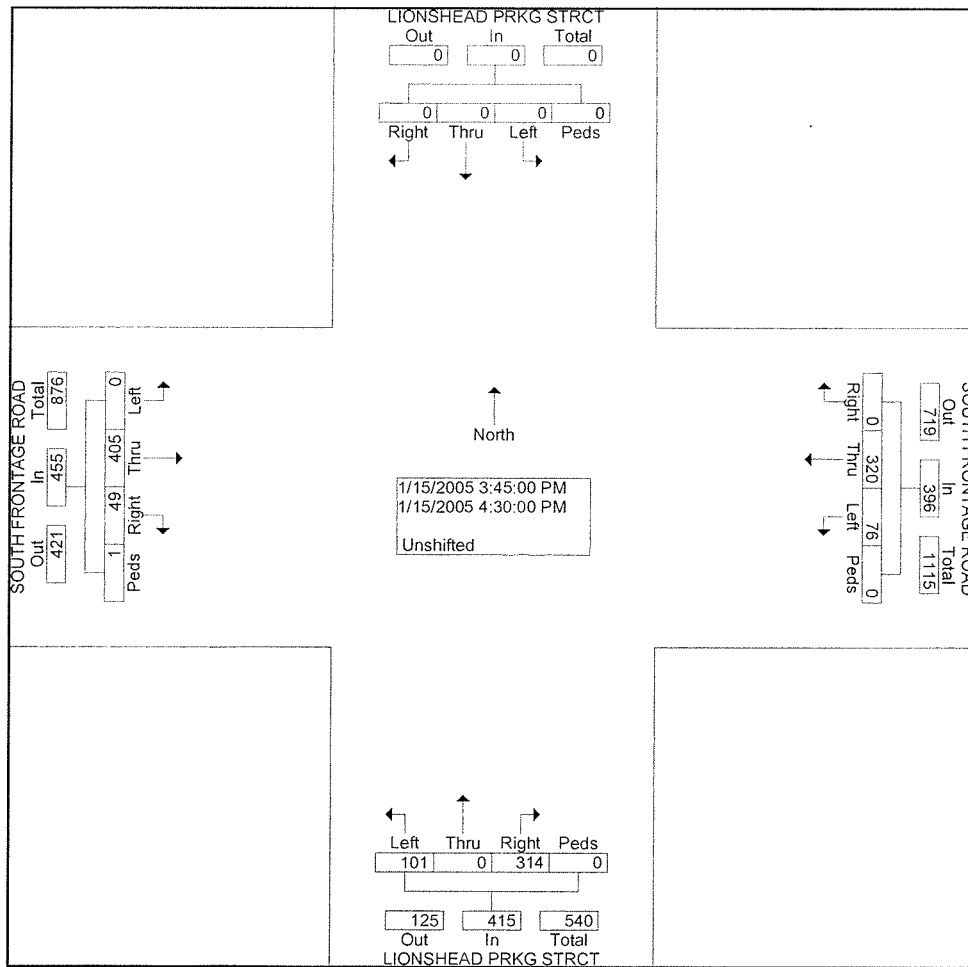 LIONSHEAD PRKG STRCT
Out In Total
0 0 0
0 0 0 0
Right Thru Left Peds
SOUTH FRONTAGE ROAD
Total In Out
876 455 421
0 405 49 1
Left Thru Right Peds
North
1/15/2005 3:45:00 PM
1/15/2005 4:30:00 PM
Unshifted
Right Thru Left Peds
0 320 76 0
Out In Total
719 396 1115
SOUTH FRONTAGE ROAD
Left Thru Right Peds
101 0 314 0
125 415 540
Out In Total
LIONSHEAD PRKG STRCT